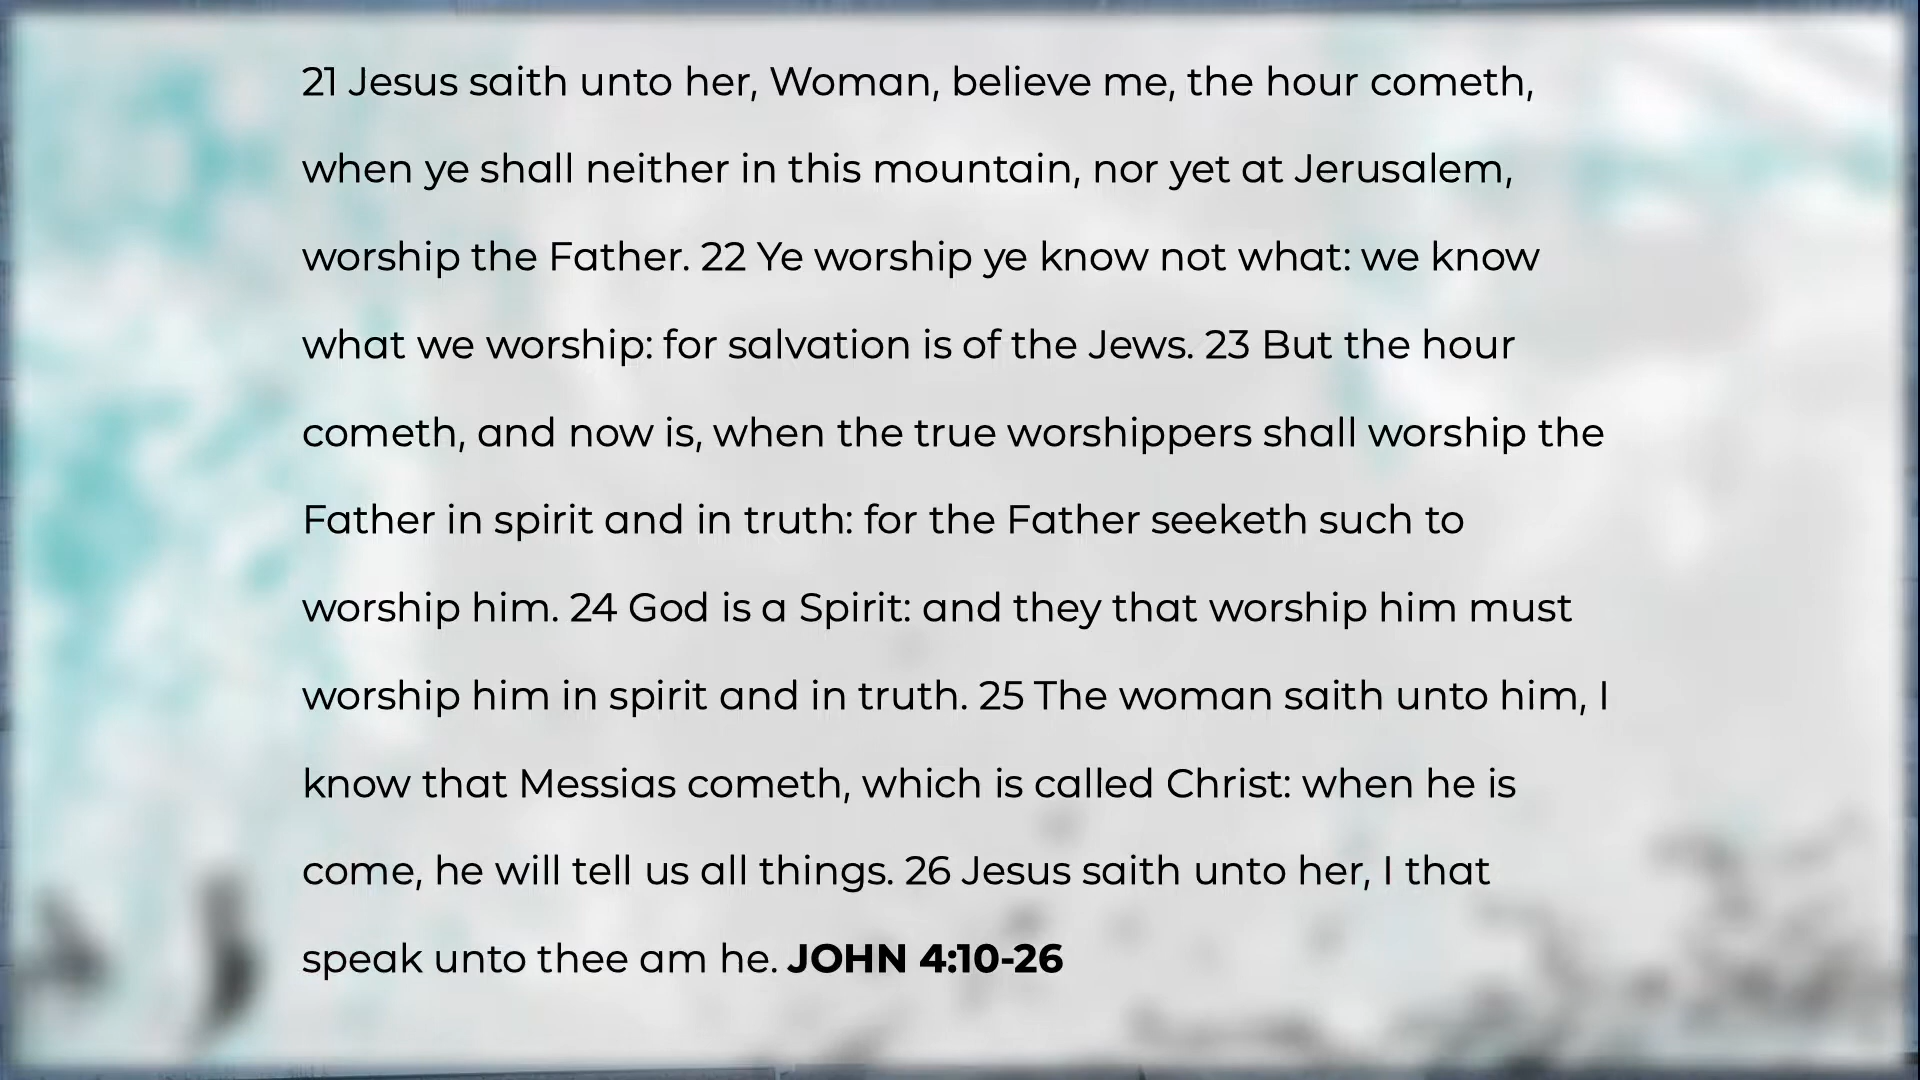 21 Jesus saith unto her, Woman, believe me, the hour cometh,
when ye shall neither in this mountain, nor yet at Jerusalem,
worship the Father. 22 Ye worship ye know not what: we know
what we worship: for salvation is of the Jews. 23 But the hour
cometh, and now is, when the true worshippers shall worship the
Father in spirit and in truth: for the Father seeketh such to
worship him. 24 God is a Spirit: and they that worship him must
worship him in spirit and in truth. 25 The woman saith unto him, I
know that Messias cometh, which is called Christ: when he is
come, he will tell us all things. 26 Jesus saith unto her, I that
speak unto thee am he. JOHN 4:10-26